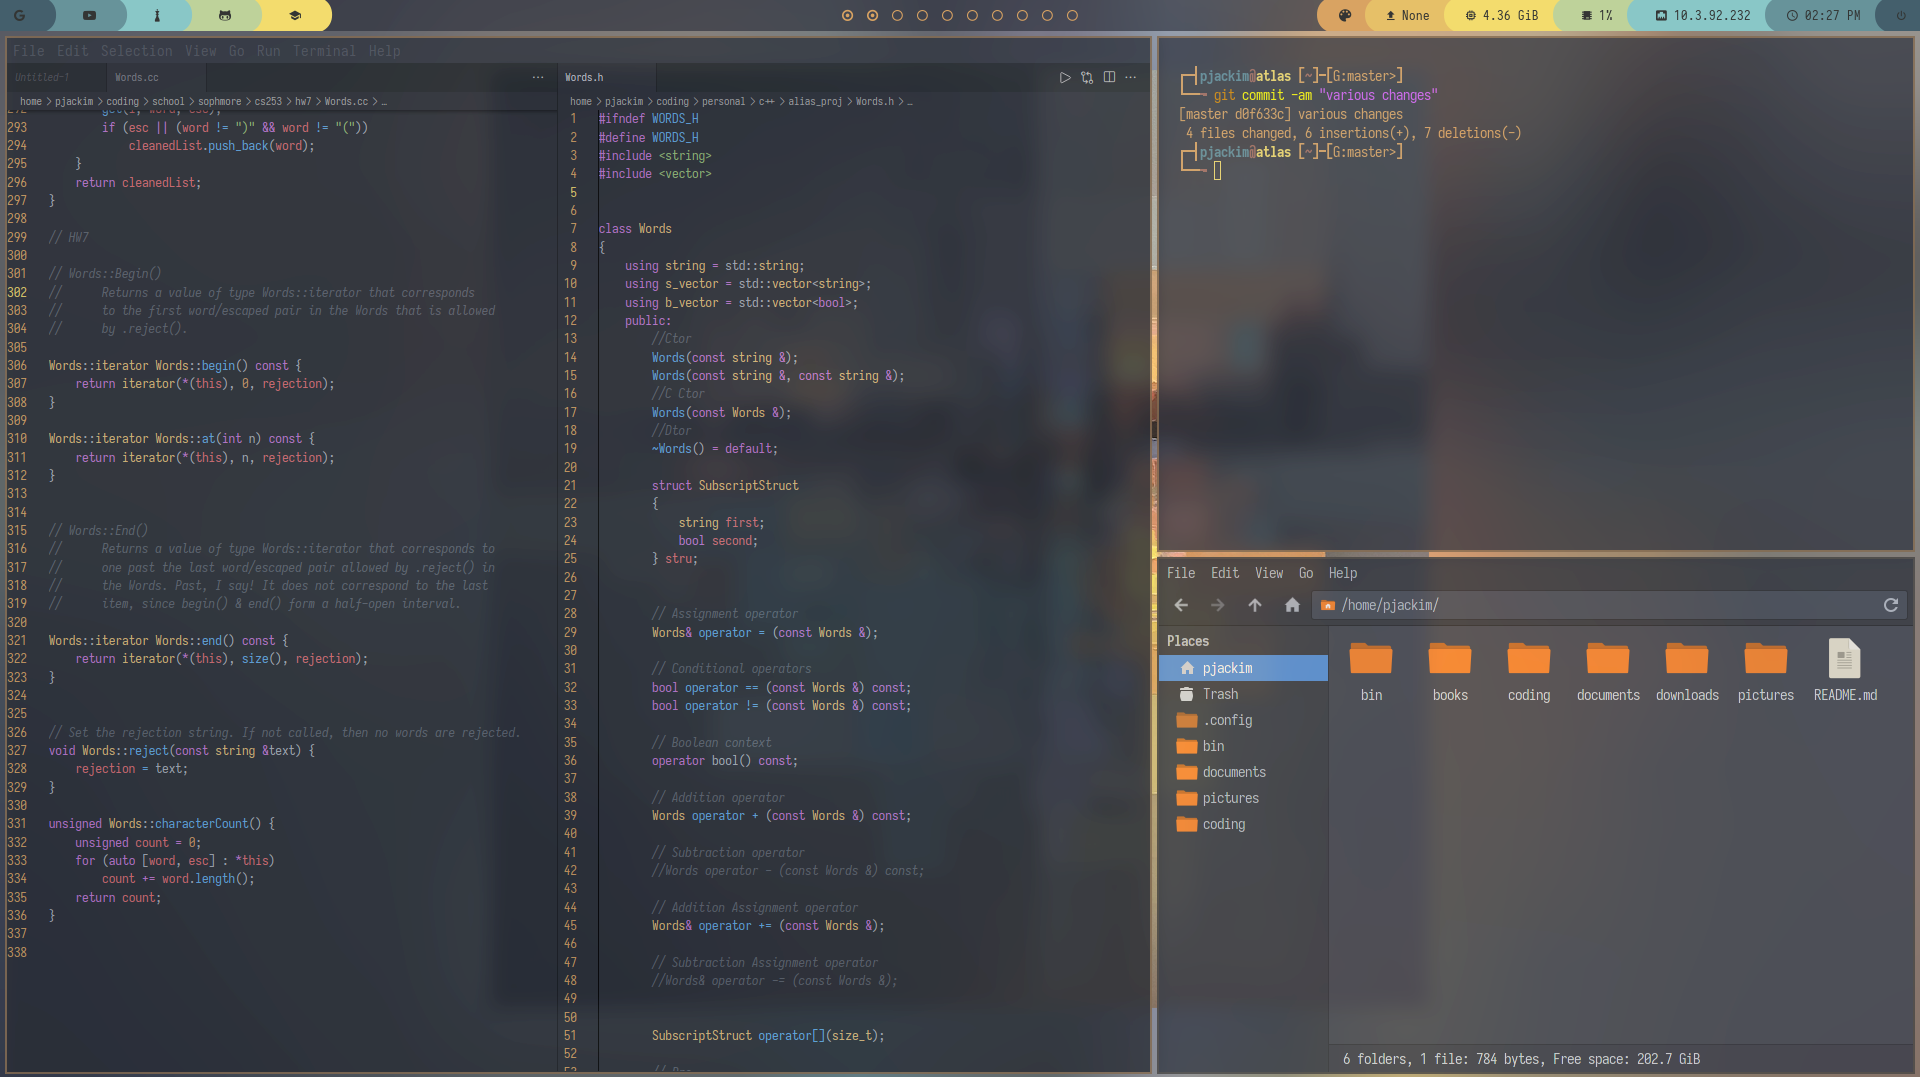 None
4.36 GiB
1%
10.3.92.232
02:27 PM
File Edit Selection View Go Run Terminal Help
Untitled-1
Words.cc
home > pjackim > coding > school > sophmore > cs253 > hw7 > Words.cc > ...
293 if (esc || (word != ")" && word != "("))
294 cleanedList.push_back(word);
295 }
296 return cleanedList;
297 }
298
299 // HW7
300
301 // Words::Begin()
302 // Returns a value of type Words::iterator that corresponds
303 // to the first word/escaped pair in the Words that is allowed
304 // by .reject().
305
306 Words::iterator Words::begin() const {
307 return iterator(*(this), 0, rejection);
308 }
309
310 Words::iterator Words::at(int n) const {
311 return iterator(*(this), n, rejection);
312 }
313
314
315 // Words::End()
316 // Returns a value of type Words::iterator that corresponds to
317 // one past the last word/escaped pair allowed by .reject() in
318 // the Words. Past, I say! It does not correspond to the last
319 // item, since begin() & end() form a half-open interval.
320
321 Words::iterator Words::end() const {
322 return iterator(*(this), size(), rejection);
323 }
324
325
326 // Set the rejection string. If not called, then no words are rejected.
327 void Words::reject(const string &text) {
328 rejection = text;
329 }
330
331 unsigned Words::characterCount() {
332 unsigned count = 0;
333 for (auto [word, esc] : *this)
334 count += word.length();
335 return count;
336 }
337
338
Words.h
home > pjackim > coding > personal > c++ > alias_proj > Words.h > ...
1 #ifndef WORDS_H
2 #define WORDS_H
3 #include <string>
4 #include <vector>
5
6
7 class Words
8 {
9 using string = std::string;
10 using s_vector = std::vector<string>;
11 using b_vector = std::vector<bool>;
12 public:
13 //Ctor
14 Words(const string &);
15 Words(const string &, const string &);
16 //C Ctor
17 Words(const Words &);
18 //Dtor
19 ~Words() = default;
20
21 struct SubscriptStruct
22 {
23 string first;
24 bool second;
25 } stru;
26
27
28 // Assignment operator
29 Words& operator = (const Words &);
30
31 // Conditional operators
32 bool operator == (const Words &) const;
33 bool operator != (const Words &) const;
34
35 // Boolean context
36 operator bool() const;
37
38 // Addition operator
39 Words operator + (const Words &) const;
40
41 // Subtraction operator
42 //Words operator - (const Words &) const;
43
44 // Addition Assignment operator
45 Words& operator += (const Words &);
46
47 // Subtraction Assignment operator
48 //Words& operator -= (const Words &);
49
50
51 SubscriptStruct operator[](size_t);
52
pjackim@atlas [~]-[G:master>]
git commit -am "various changes"
[master d0f633c] various changes
4 files changed, 6 insertions(+), 7 deletions(-)
pjackim@atlas [~]-[G:master>]
~
File Edit View Go Help
/home/pjackim/
Places
pjackim
Trash
.config
bin
documents
pictures
coding
bin
books
coding
documents
downloads
pictures
README.md
6 folders, 1 file: 784 bytes, Free space: 202.7 GiB